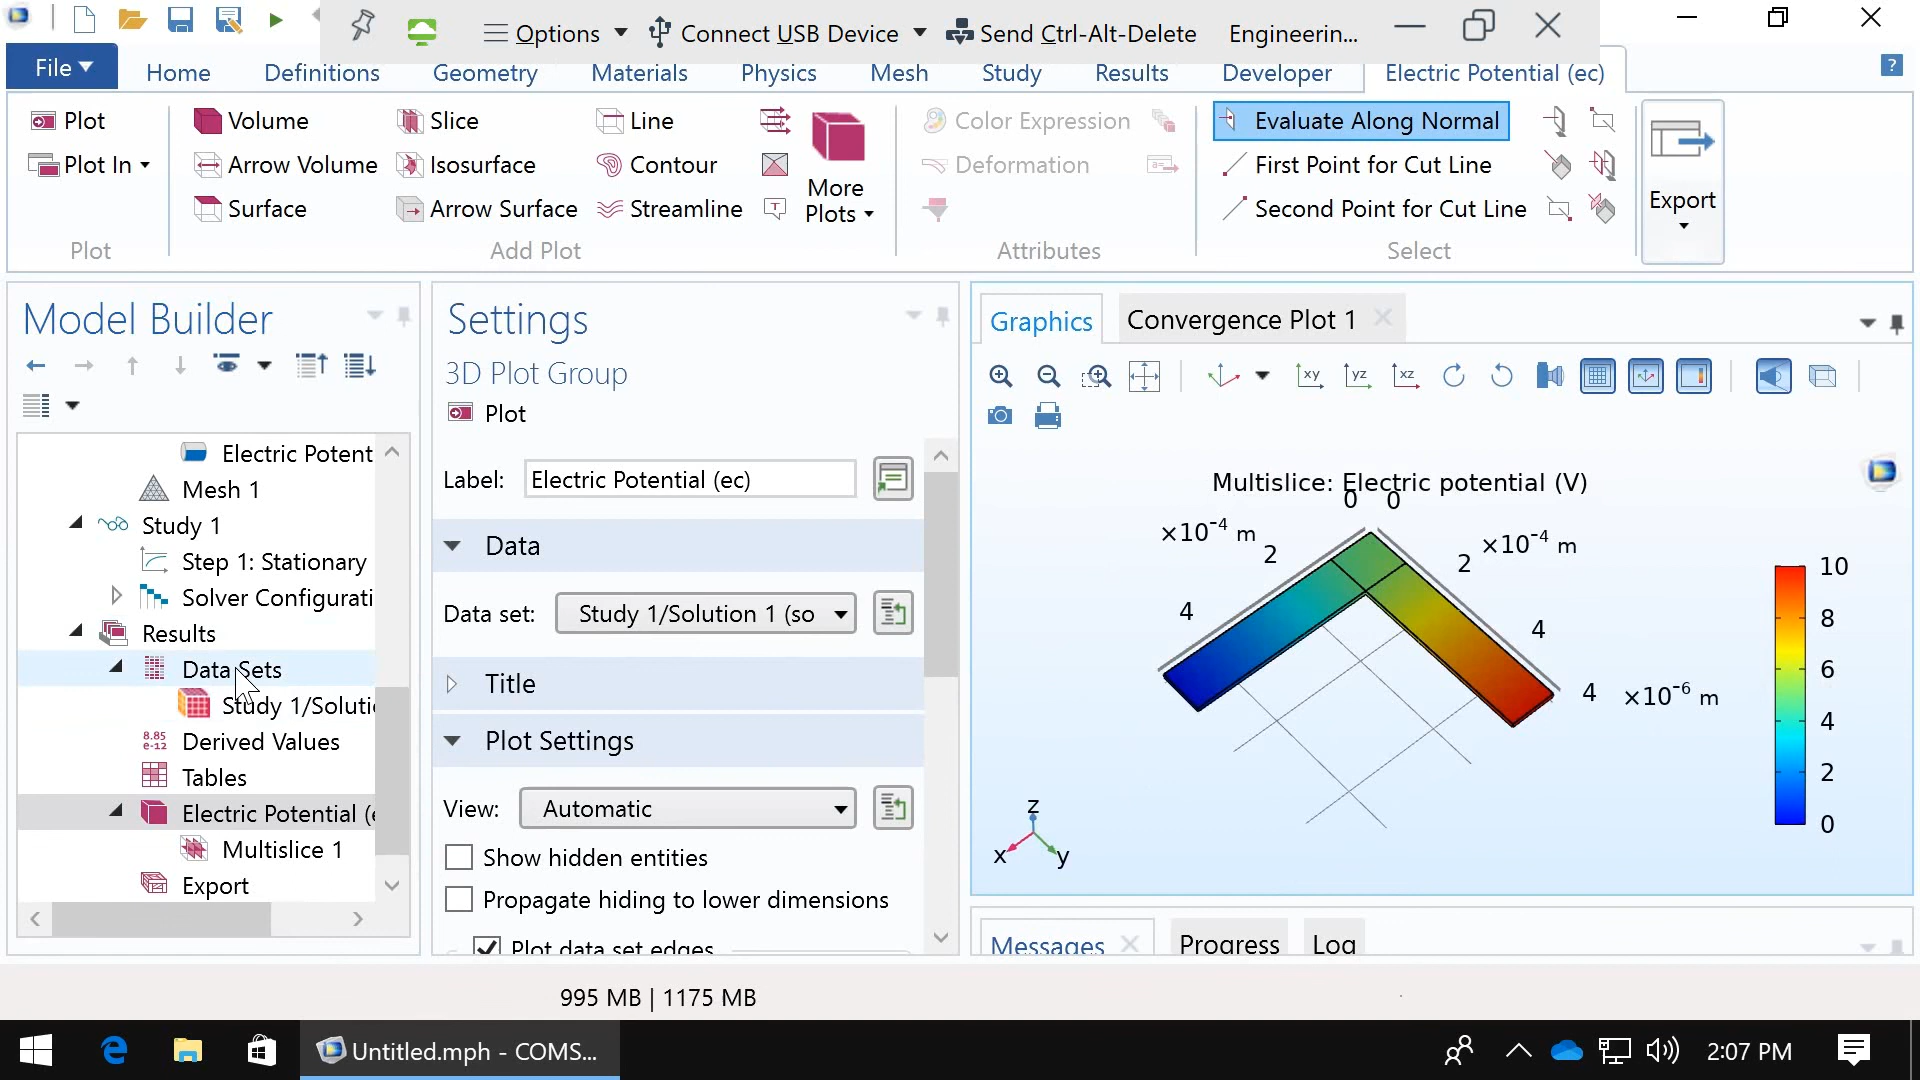 Options
Connect USB Device
Send Ctrl-Alt-Delete
Engineerin...
File
Home
Definitions
Geometry
Materials
Physics
Mesh
Study
Results
Developer
Electric Potential (ec)
?
Plot
Plot In
Plot
Volume
Arrow Volume
Surface
Slice
Isosurface
Arrow Surface
Line
Contour
Streamline
More
Plots
Add Plot
Color Expression
Deformation
Attributes
Evaluate Along Normal
First Point for Cut Line
Second Point for Cut Line
Select
Export
Model Builder
Electric Potent
Mesh 1
Study 1
Step 1: Stationary
Solver Configurati
Results
Data Sets
Study 1/Soluti
8.85
e-12
Derived Values
Tables
Electric Potential (e
Multislice 1
Export
Settings
3D Plot Group
Plot
Label:
Electric Potential (ec)
Data
Data set:
Study 1/Solution 1 (so
Title
Plot Settings
View:
Automatic
Show hidden entities
Propagate hiding to lower dimensions
Plot data set edges
Graphics
Convergence Plot 1
xy
yz
xz
Multislice: Electric potential (V)
0 0
×10⁻⁴ m
2
4
2
×10⁻⁴ m
4
4
×10⁻⁶ m
10
8
6
4
2
0
z
x
y
Messages
Progress
Log
995 MB | 1175 MB
Untitled.mph - COMS...
2:07 PM